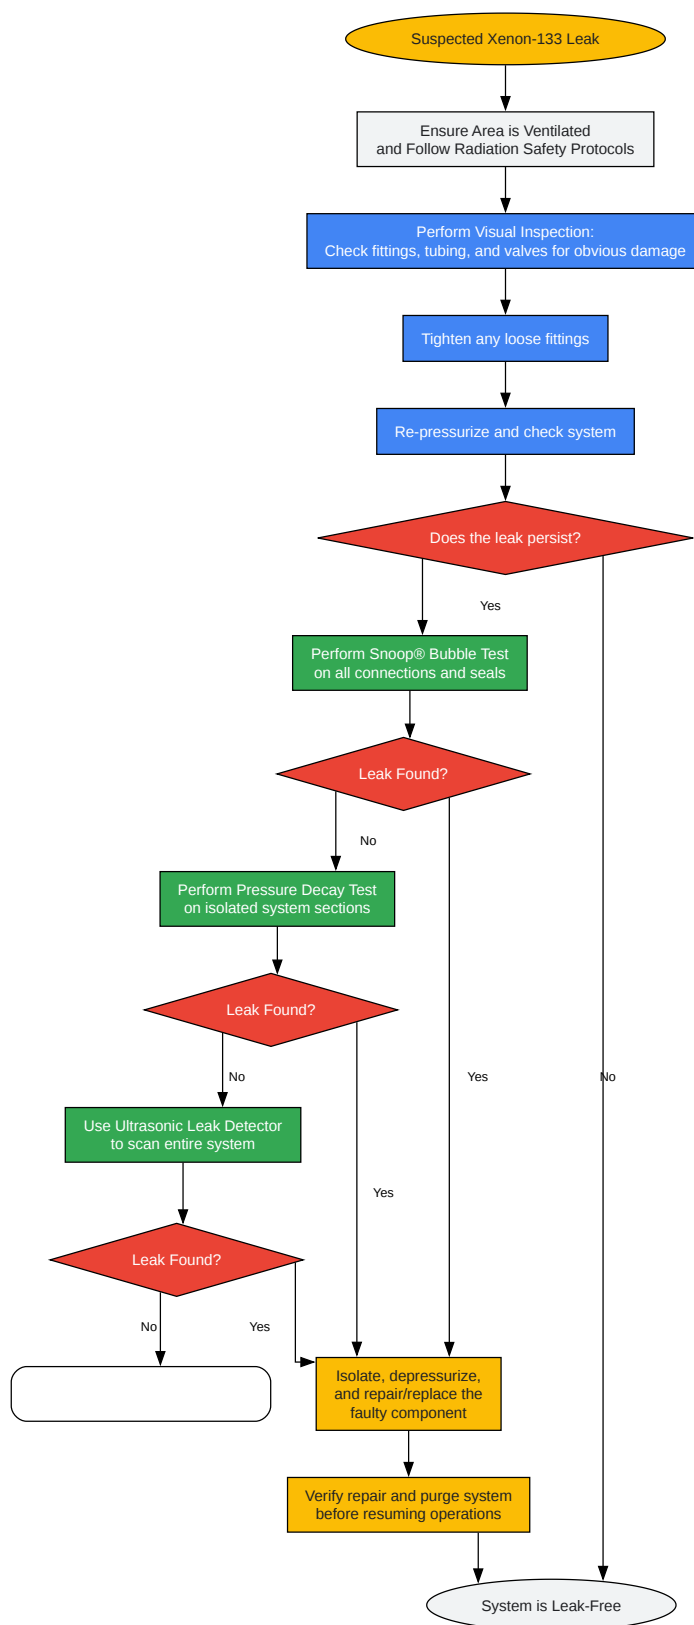 Suspected Xenon-133 Leak
Ensure Area is Ventilated
and Follow Radiation Safety Protocols
Perform Visual Inspection:
Check fittings, tubing, and valves for obvious damage
Tighten any loose fittings
Re-pressurize and check system
Does the leak persist?
Yes
Perform Snoop® Bubble Test
on all connections and seals
Leak Found?
No
Perform Pressure Decay Test
on isolated system sections
Leak Found?
No
Yes
No
Use Ultrasonic Leak Detector
to scan entire system
Yes
Leak Found?
No
Yes
Isolate, depressurize,
and repair/replace the
faulty component
Verify repair and purge system
before resuming operations
System is Leak-Free